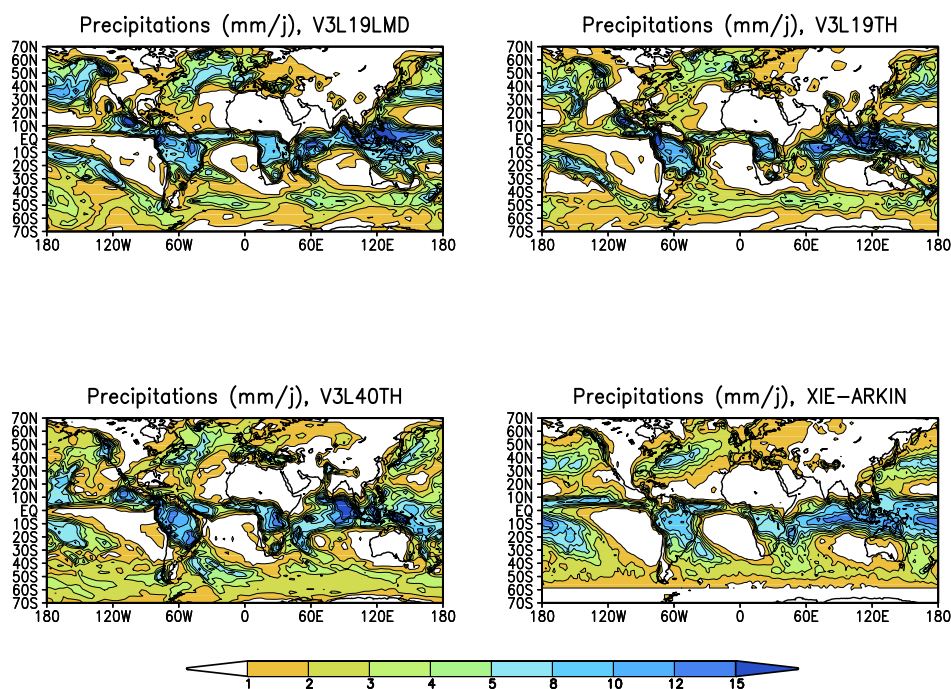 Precipitations (mm/j), V3L19LMD
70N
60N
50N
40N
30N
20N
10N
EQ
10S
20S
30S
40S
50S
60S
70S
180 120W 60W 0 60E 120E 180
Precipitations (mm/j), V3L19TH
70N
60N
50N
40N
30N
20N
10N
EQ
10S
20S
30S
40S
50S
60S
70S
180 120W 60W 0 60E 120E 180
Precipitations (mm/j), V3L40TH
70N
60N
50N
40N
30N
20N
10N
EQ
10S
20S
30S
40S
50S
60S
70S
180 120W 60W 0 60E 120E 180
Precipitations (mm/j), XIE-ARKIN
70N
60N
50N
40N
30N
20N
10N
EQ
10S
20S
30S
40S
50S
60S
70S
180 120W 60W 0 60E 120E 180
1 2 3 4 5 8 10 12 15